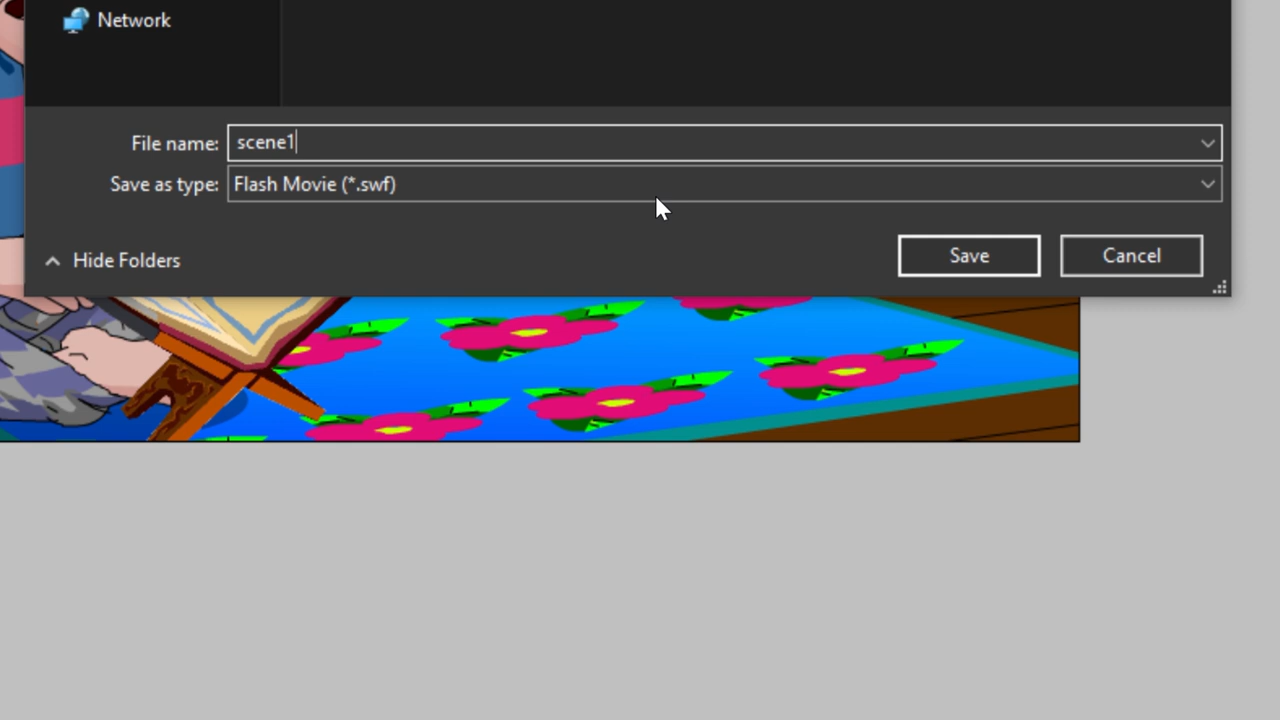 Network
File name: scene1
Save as type: Flash Movie (*.swf)
Hide Folders
Save
Cancel